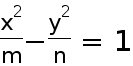 x²/m − y²/n = 1